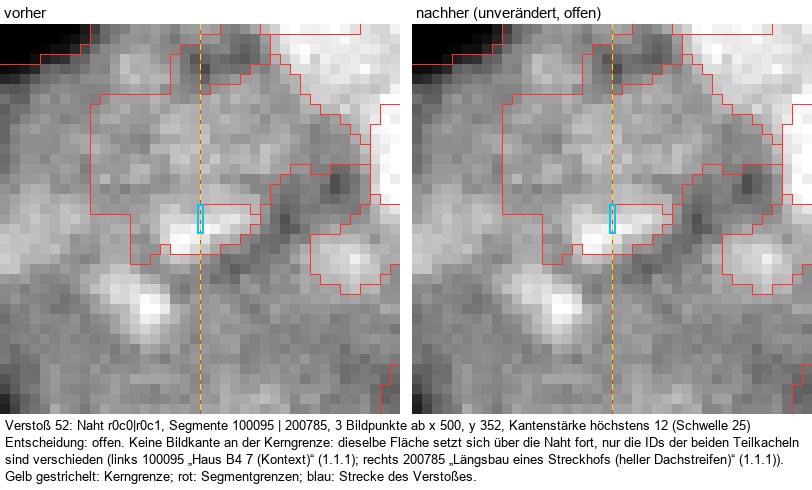 vorher
nachher (unverändert, offen)
Verstoß 52: Naht r0c0|r0c1, Segmente 100095 | 200785, 3 Bildpunkte ab x 500, y 352, Kantenstärke höchstens 12 (Schwelle 25)
Entscheidung: offen. Keine Bildkante an der Kerngrenze: dieselbe Fläche setzt sich über die Naht fort, nur die IDs der beiden Teilkacheln
sind verschieden (links 100095 „Haus B4 7 (Kontext)“ (1.1.1); rechts 200785 „Längsbau eines Streckhofs (heller Dachstreifen)“ (1.1.1)).
Gelb gestrichelt: Kerngrenze; rot: Segmentgrenzen; blau: Strecke des Verstoßes.